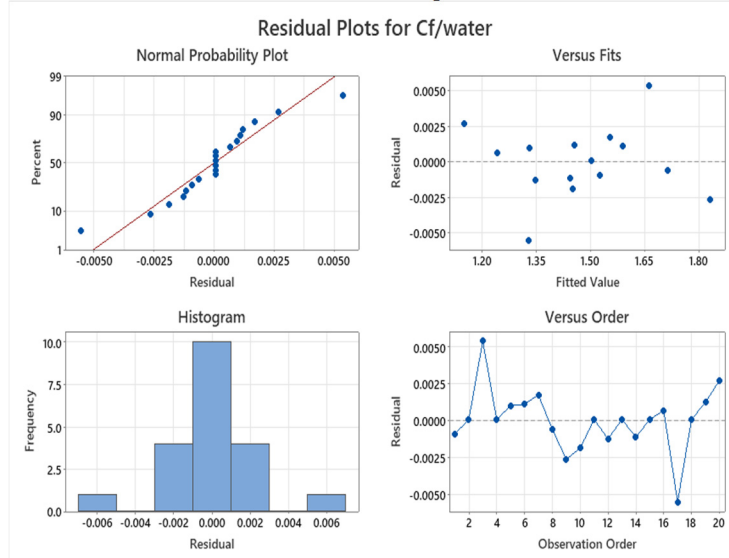 Residual Plots for Cf/water
Normal Probability Plot
99
90
50
10
1
Percent
-0.0050 -0.0025 0.0000 0.0025 0.0050
Residual
Versus Fits
0.0050
0.0025
0.0000
-0.0025
-0.0050
Residual
1.20 1.35 1.50 1.65 1.80
Fitted Value
Histogram
10.0
7.5
5.0
2.5
0.0
Frequency
-0.006 -0.004 -0.002 0.000 0.002 0.004 0.006
Residual
Versus Order
0.0050
0.0025
0.0000
-0.0025
-0.0050
Residual
2 4 6 8 10 12 14 16 18 20
Observation Order